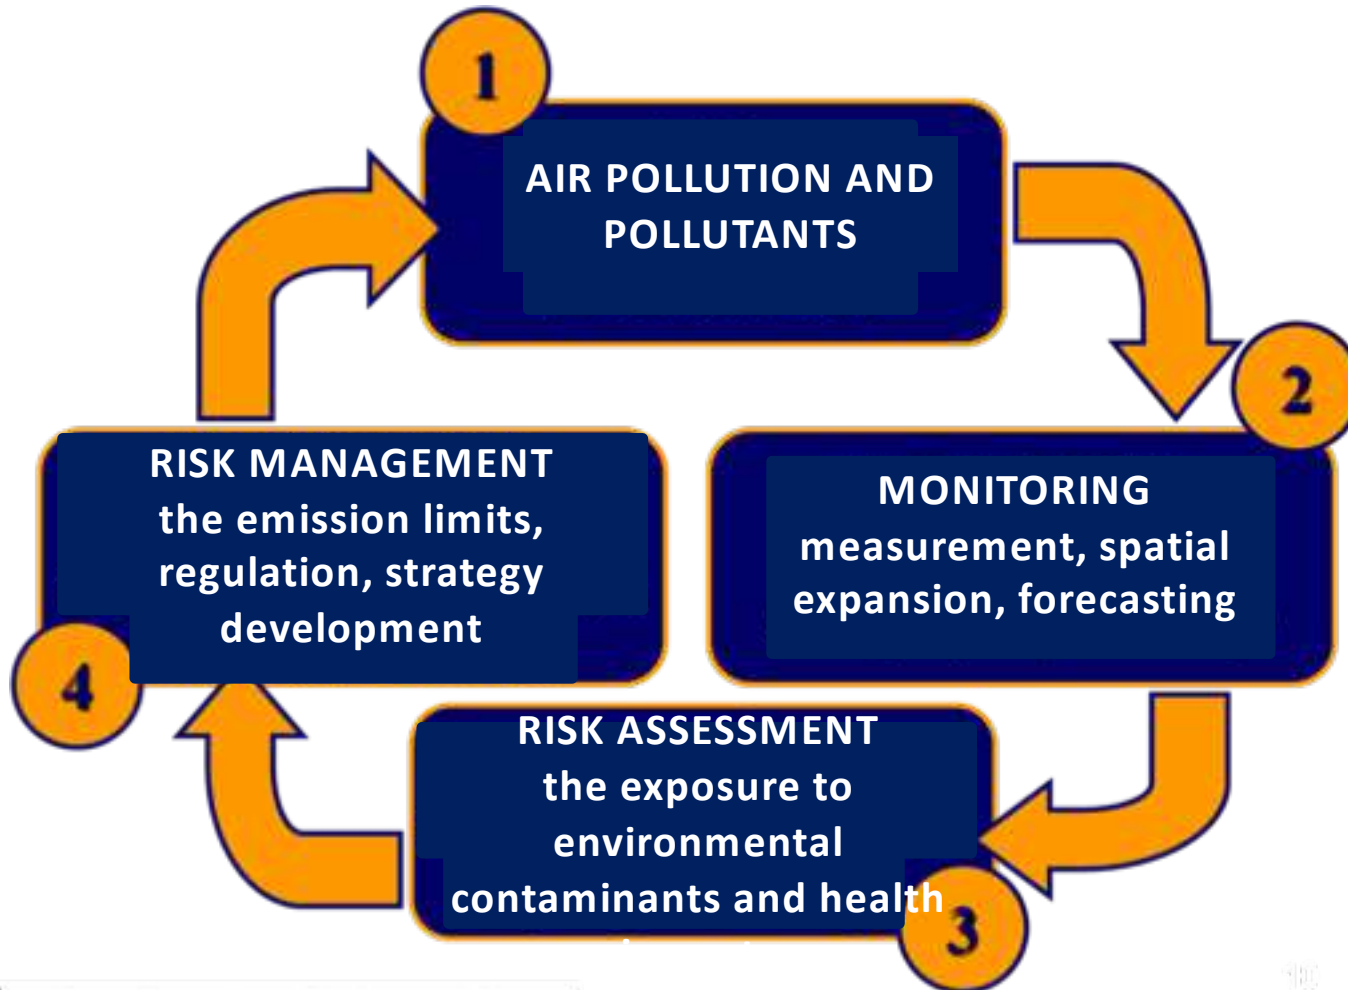 1
AIR POLLUTION AND
POLLUTANTS
2
MONITORING
measurement, spatial
expansion, forecasting
RISK MANAGEMENT
the emission limits,
regulation, strategy
development
4
RISK ASSESSMENT
the exposure to
environmental
contaminants and health
3